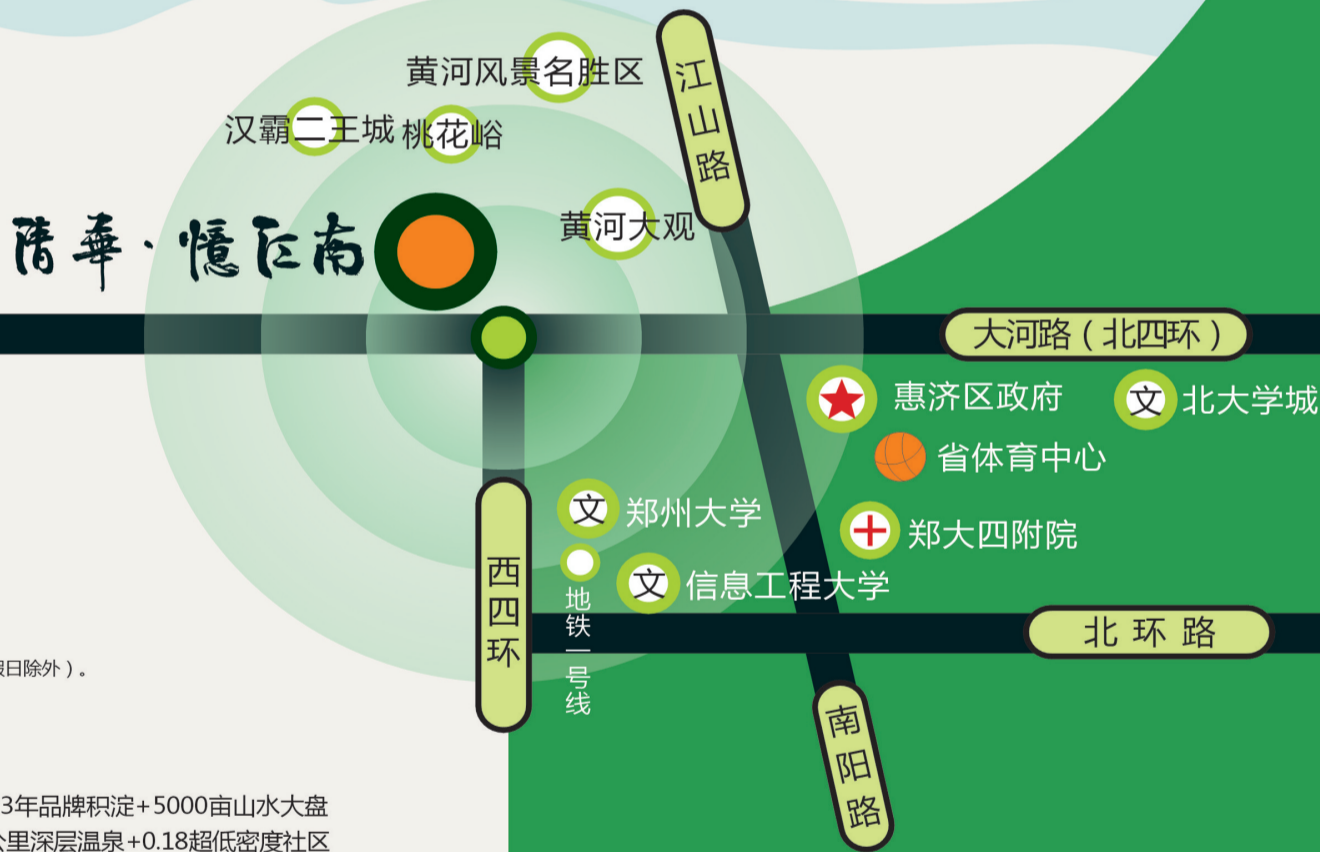 黄河风景名胜区
江山路
汉霸二王城
桃花峪
清華·憶江南
黄河大观
大河路（北四环）
惠济区政府
文
北大学城
省体育中心
文
郑州大学
郑大四附院
西四环
文
信息工程大学
地铁一号线
北环路
假日除外）。
南阳路
3年品牌积淀+5000亩山水大盘
公里深层温泉+0.18超低密度社区